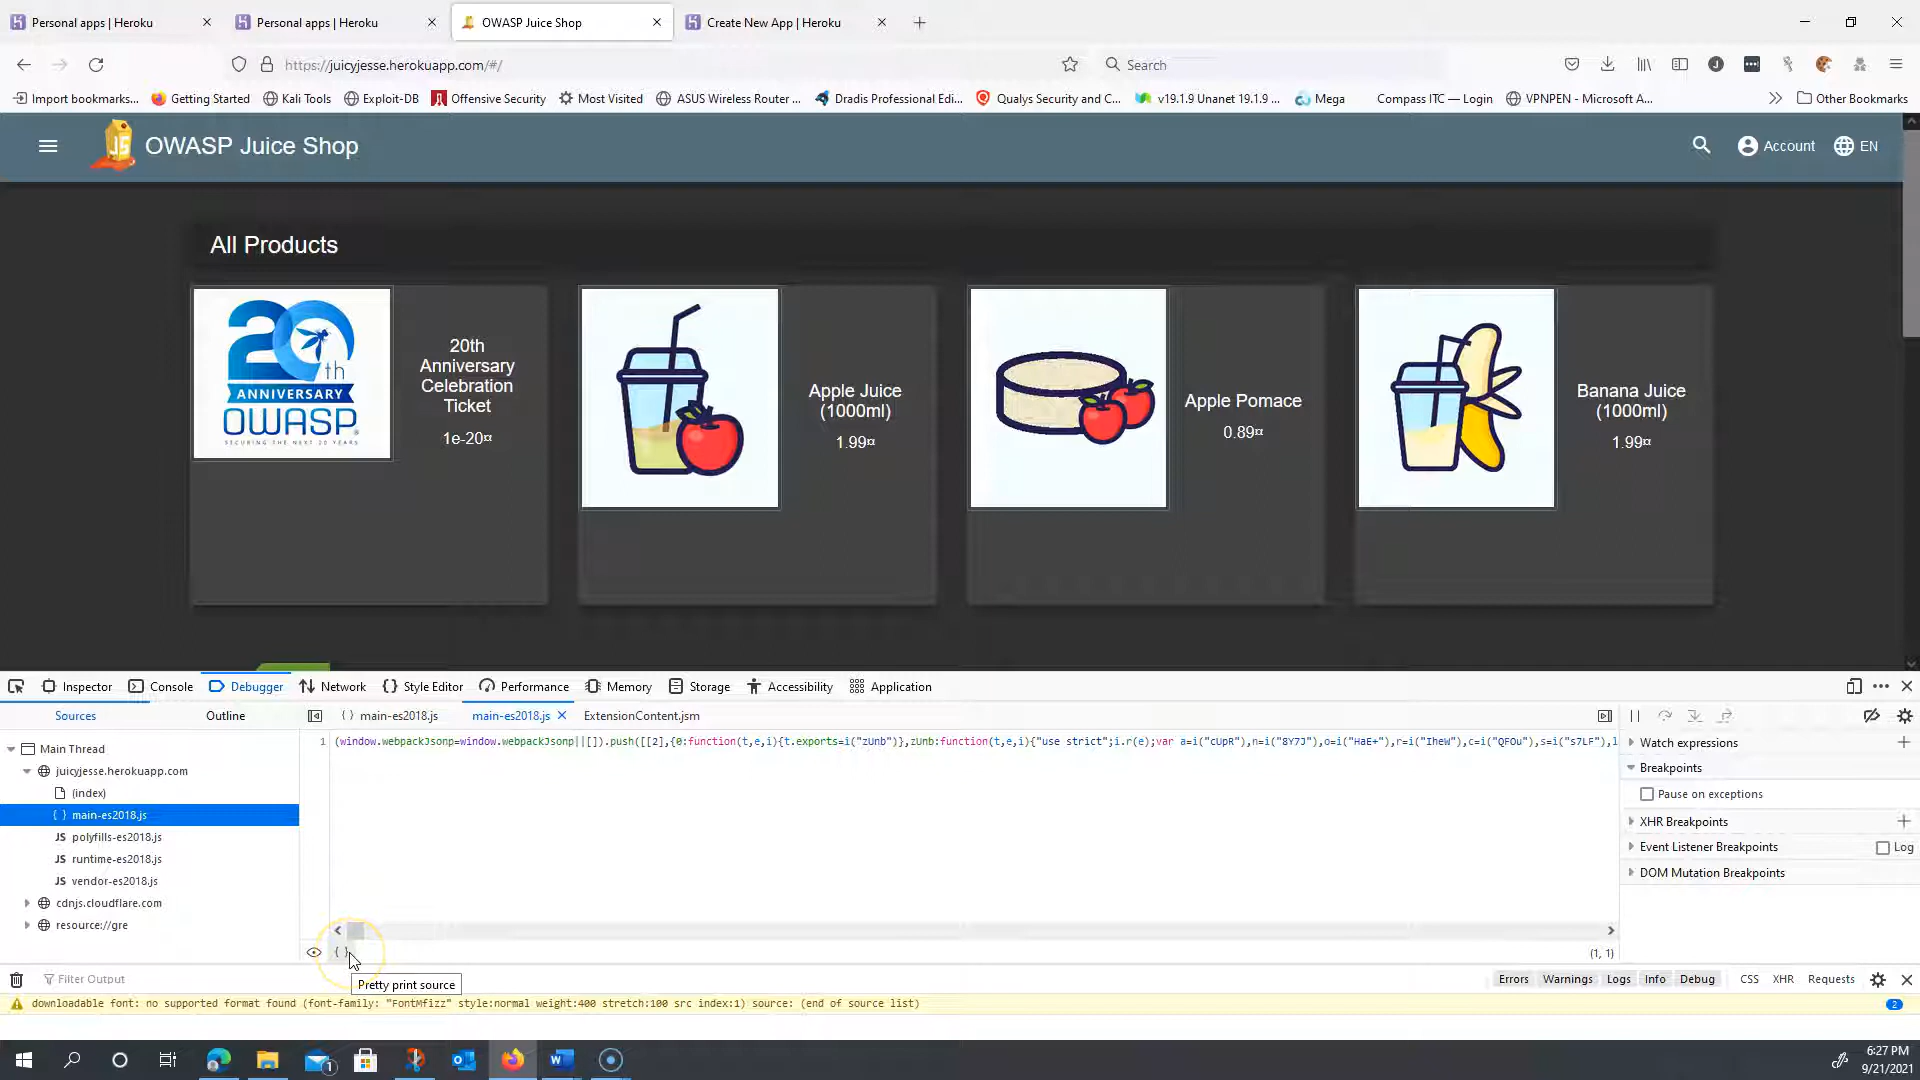 Personal apps | Heroku
Personal apps | Heroku
OWASP Juice Shop
Create New App | Heroku
https://juicyjesse.herokuapp.com/#/
Search
Import bookmarks...
Getting Started
Kali Tools
Exploit-DB
Offensive Security
Most Visited
ASUS Wireless Router ...
Dradis Professional Edi...
Qualys Security and C...
v19.1.9 Unanet 19.1.9 ...
Mega
Compass ITC — Login
VPNPEN - Microsoft A...
Other Bookmarks
OWASP Juice Shop
Account
EN
All Products
20th
ANNIVERSARY
OWASP
SECURING THE NEXT 20 YEARS
20th
Anniversary
Celebration
Ticket
1e-20¤
Apple Juice
(1000ml)
1.99¤
Apple Pomace
0.89¤
Banana Juice
(1000ml)
1.99¤
Inspector
Console
Debugger
Network
Style Editor
Performance
Memory
Storage
Accessibility
Application
Sources
Outline
main-es2018.js
main-es2018.js
ExtensionContent.jsm
1 (window.webpackJsonp=window.webpackJsonp||[]).push([[2],{0:function(t,e,i){t.exports=i("zUnb")},zUnb:function(t,e,i){"use strict";i.r(e);var a=i("cUpR"),n=i("8Y7J"),o=i("HaE+"),r=i("IheW"),c=i("QFOu"),s=i("s7LF"),l
Main Thread
juicyjesse.herokuapp.com
(index)
main-es2018.js
JS polyfills-es2018.js
JS runtime-es2018.js
JS vendor-es2018.js
cdnjs.cloudflare.com
resource://gre
Watch expressions
Breakpoints
Pause on exceptions
XHR Breakpoints
Event Listener Breakpoints
Log
DOM Mutation Breakpoints
{ }
(1, 1)
Pretty print source
Filter Output
Errors
Warnings
Logs
Info
Debug
CSS
XHR
Requests
downloadable font: no supported format found (font-family: "FontMfizz" style:normal weight:400 stretch:100 src index:1) source: (end of source list)
2
1
6:27 PM
9/21/2021